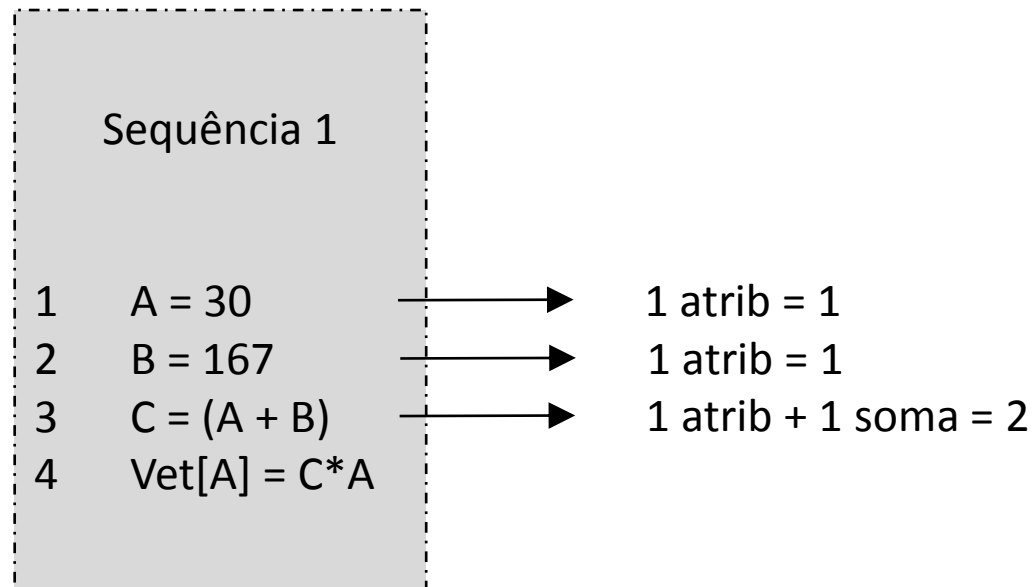 Sequência 1
1 A = 30 1 atrib = 1
2 B = 167 1 atrib = 1
3 C = (A + B) 1 atrib + 1 soma = 2
4 Vet[A] = C*A